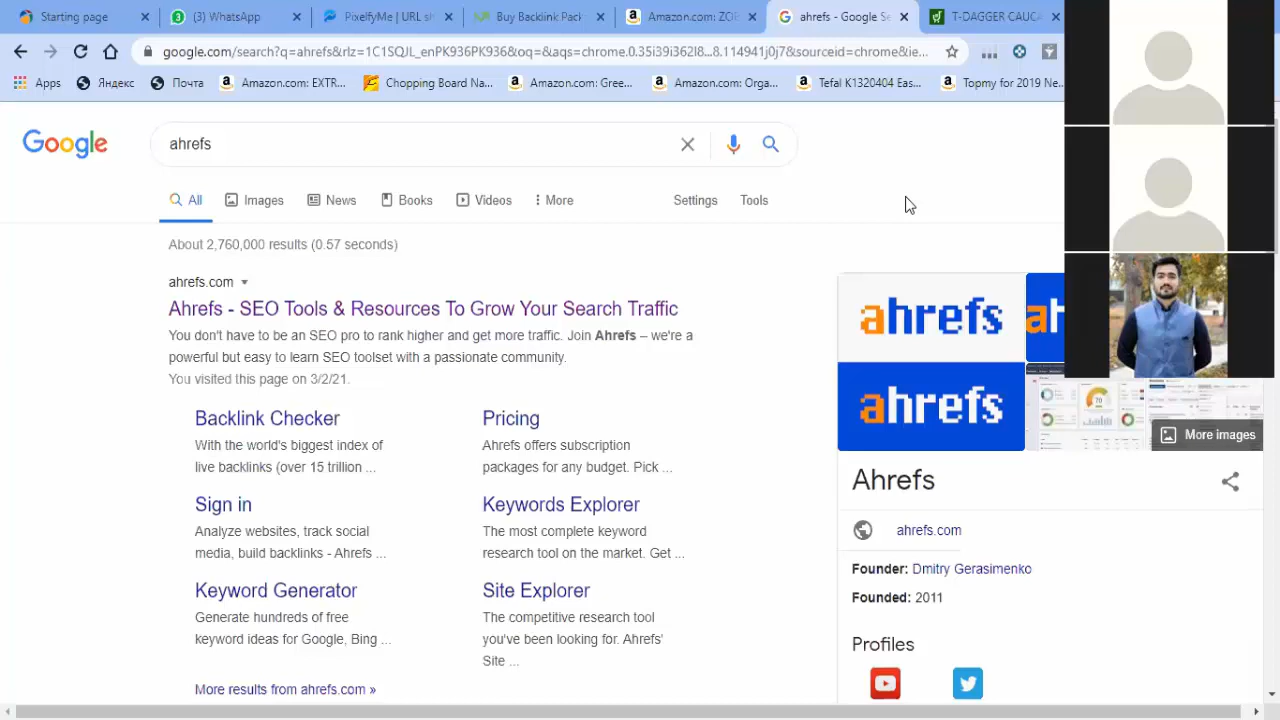 Starting page
(3) WhatsApp
PixelfyMe | URL sh
Buy Backlink Pack
Amazon.com: ZGi
ahrefs - Google Se
T-DAGGER CAUCA
google.com/search?q=ahrefs&rlz=1C1SQJL_enPK936PK936&oq=&aqs=chrome.0.35i39i362l8...8.114941j0j7&sourceid=chrome&ie...
Apps
Яндекс
Почта
Amazon.com: EXTR...
Chopping Board Na...
Amazon.com: Gree...
Amazon.com: Orga...
Tefal K1320404 Eas...
Topmy for 2019 Ne...
Google
ahrefs
All
Images
News
Books
Videos
More
Settings
Tools
About 2,760,000 results (0.57 seconds)
ahrefs.com
Ahrefs - SEO Tools & Resources To Grow Your Search Traffic
You don't have to be an SEO pro to rank higher and get more traffic. Join Ahrefs – we're a
powerful but easy to learn SEO toolset with a passionate community.
You visited this page on 3/2/21.
Backlink Checker
With the world's biggest index of
live backlinks (over 15 trillion ...
Pricing
Ahrefs offers subscription
packages for any budget. Pick ...
Sign in
Analyze websites, track social
media, build backlinks - Ahrefs ...
Keywords Explorer
The most complete keyword
research tool on the market. Get ...
Keyword Generator
Generate hundreds of free
keyword ideas for Google, Bing ...
Site Explorer
The competitive research tool
you've been looking for. Ahrefs'
Site ...
More results from ahrefs.com »
ahrefs
ah
ahrefs
70
More images
Ahrefs
ahrefs.com
Founder: Dmitry Gerasimenko
Founded: 2011
Profiles